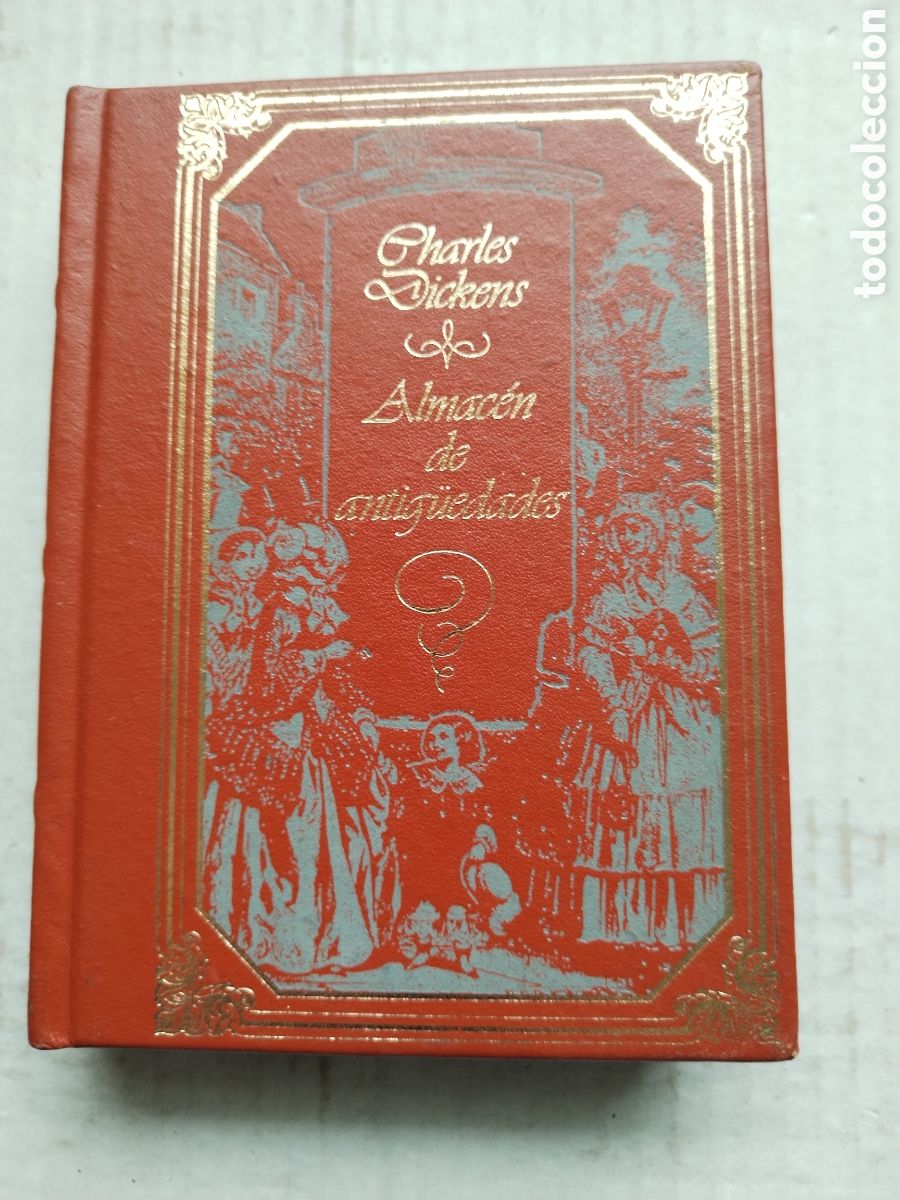 Charles
Dickens
Almacén
de
antigüedades
todocoleccion